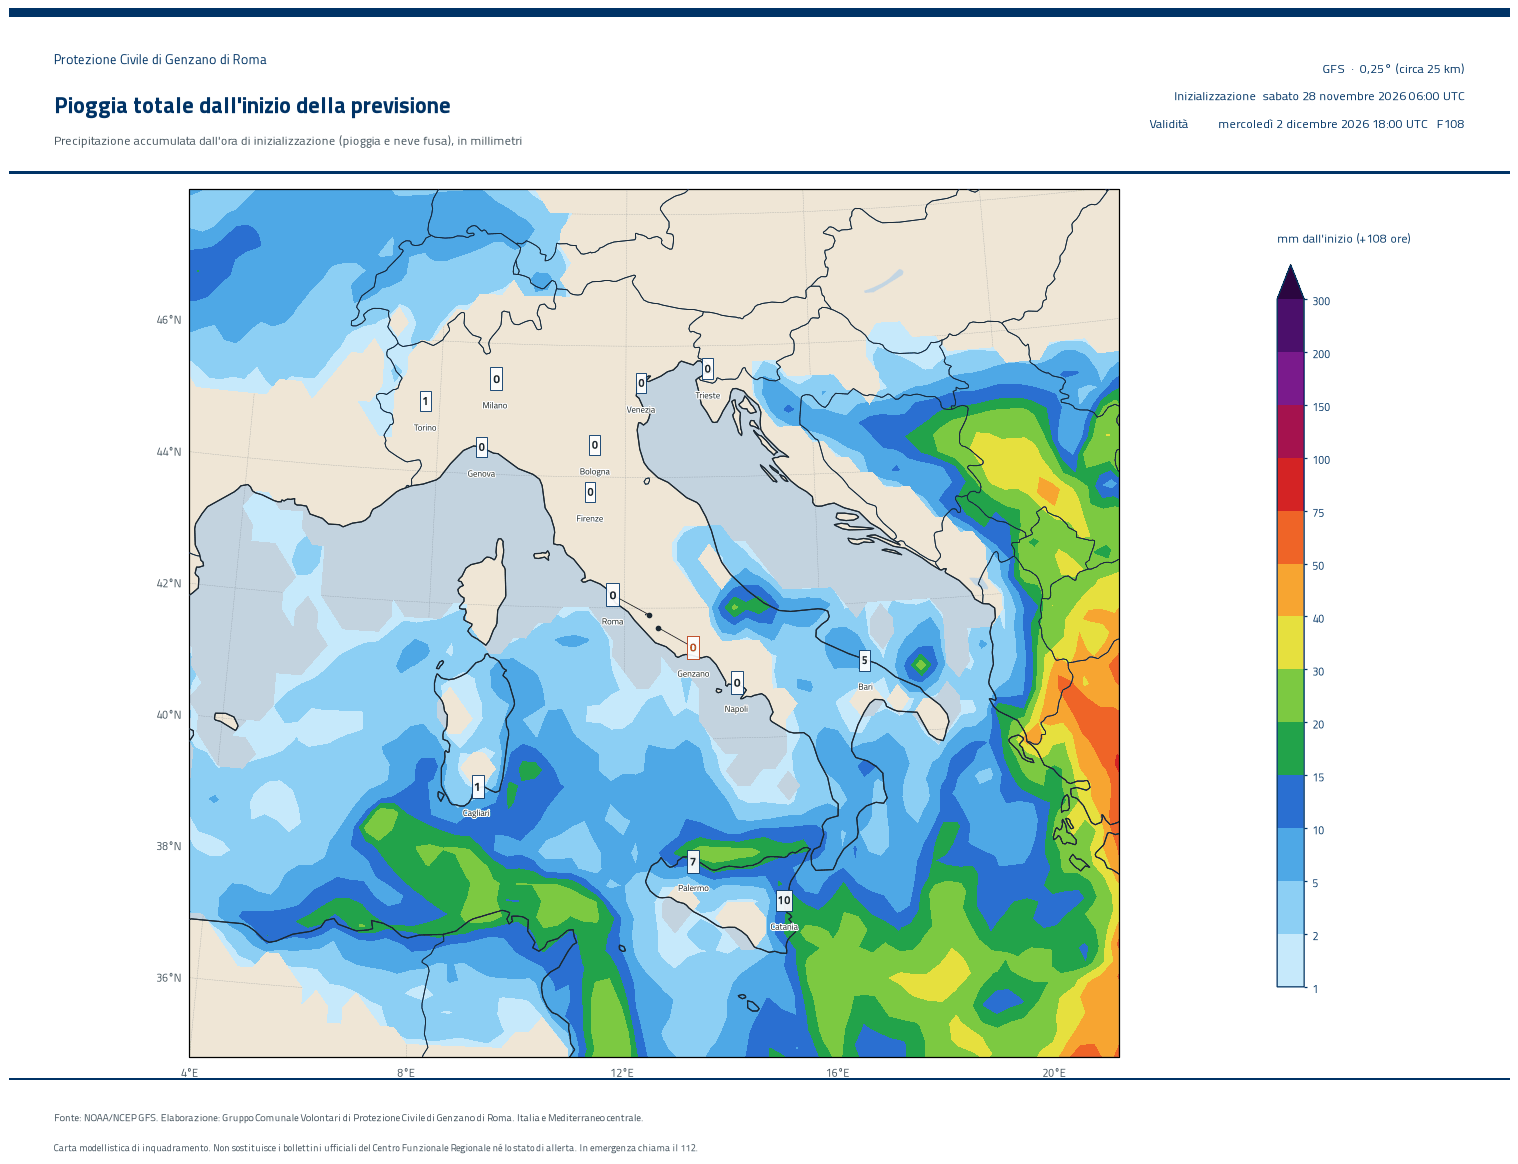 Protezione Civile di Genzano di Roma
Pioggia totale dall'inizio della previsione
Precipitazione accumulata dall'ora di inizializzazione (pioggia e neve fusa), in millimetri
GFS · 0,25° (circa 25 km)
Inizializzazione sabato 28 novembre 2026 06:00 UTC
Validità mercoledì 2 dicembre 2026 18:00 UTC F108
mm dall'inizio (+108 ore)
300
200
150
100
75
50
40
30
20
15
10
5
2
1
46°N
44°N
42°N
40°N
38°N
36°N
4°E
8°E
12°E
16°E
20°E
0
Milano
1
Torino
0
Venezia
0
Trieste
0
Genova
0
Bologna
0
Firenze
0
Roma
0
Genzano
0
Napoli
5
Bari
1
Cagliari
7
Palermo
10
Catania
Fonte: NOAA/NCEP GFS. Elaborazione: Gruppo Comunale Volontari di Protezione Civile di Genzano di Roma. Italia e Mediterraneo centrale.
Carta modellistica di inquadramento. Non sostituisce i bollettini ufficiali del Centro Funzionale Regionale né lo stato di allerta. In emergenza chiama il 112.